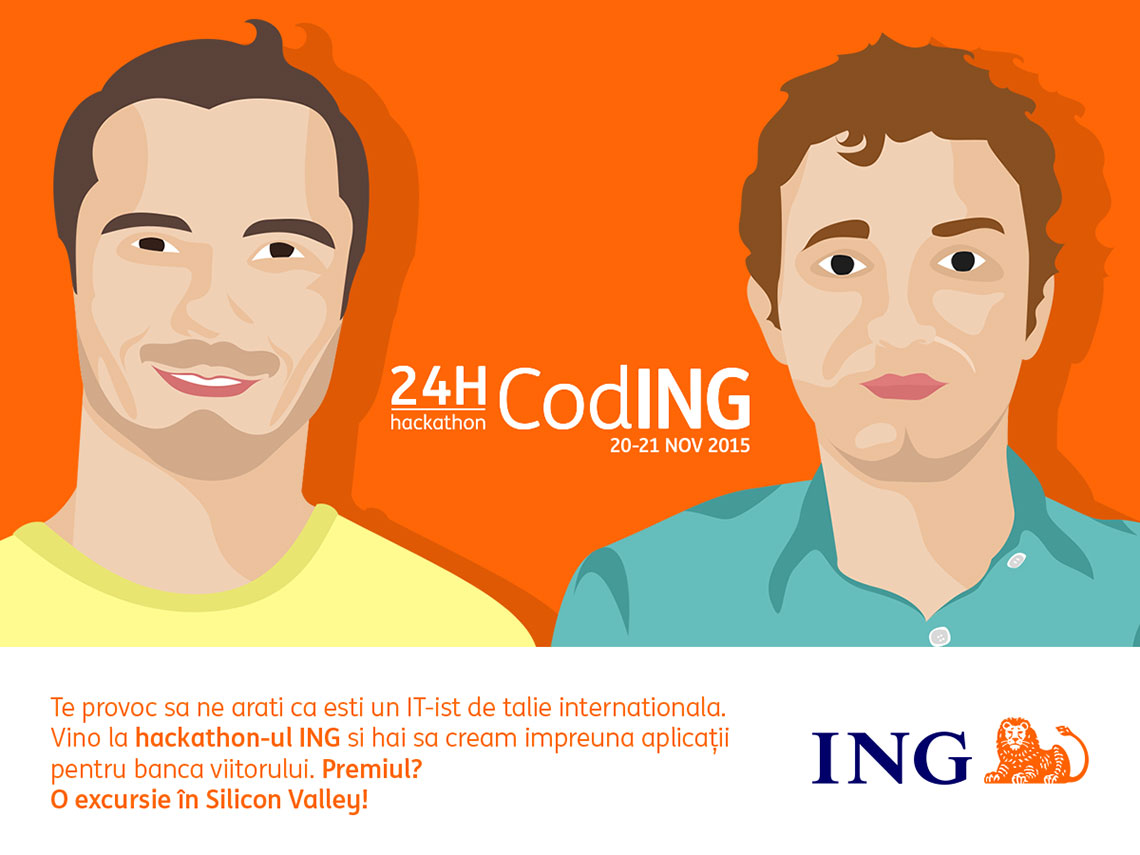 24H
hackathon
CodING
20-21 NOV 2015
Te provoc sa ne arati ca esti un IT-ist de talie internationala.
Vino la hackathon-ul ING si hai sa cream impreuna aplicații
pentru banca viitorului. Premiul?
O excursie în Silicon Valley!
ING